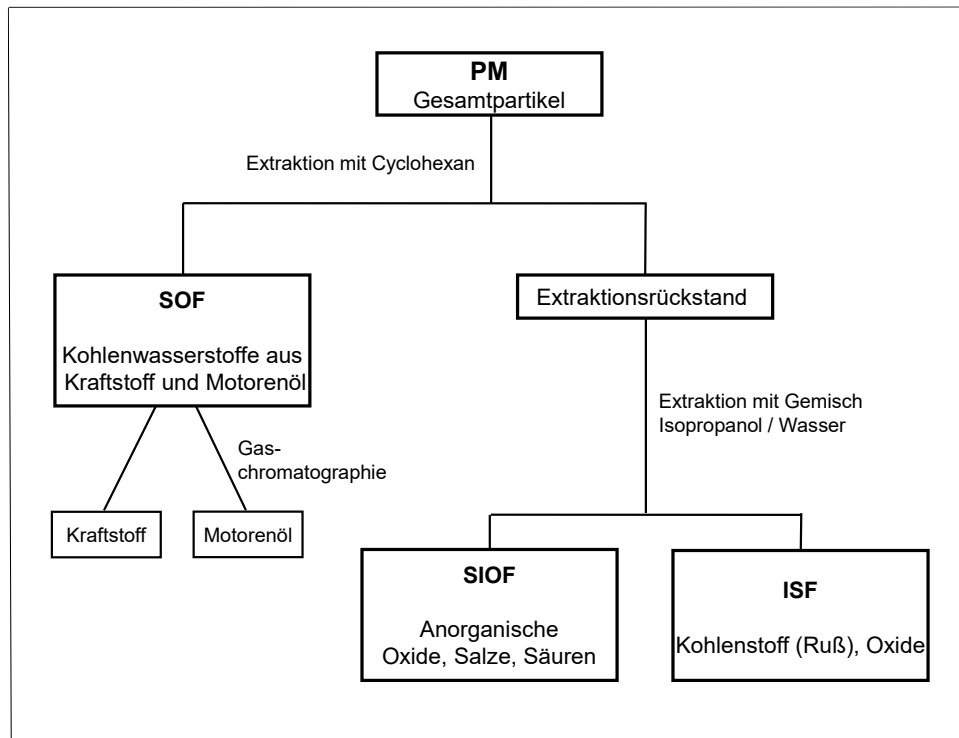 PM
Gesamtpartikel
Extraktion mit Cyclohexan
SOF
Kohlenwasserstoffe aus
Kraftstoff und Motorenöl
Extraktionsrückstand
Extraktion mit Gemisch
Isopropanol / Wasser
Gas-
chromatographie
Kraftstoff
Motorenöl
SIOF
Anorganische
Oxide, Salze, Säuren
ISF
Kohlenstoff (Ruß), Oxide